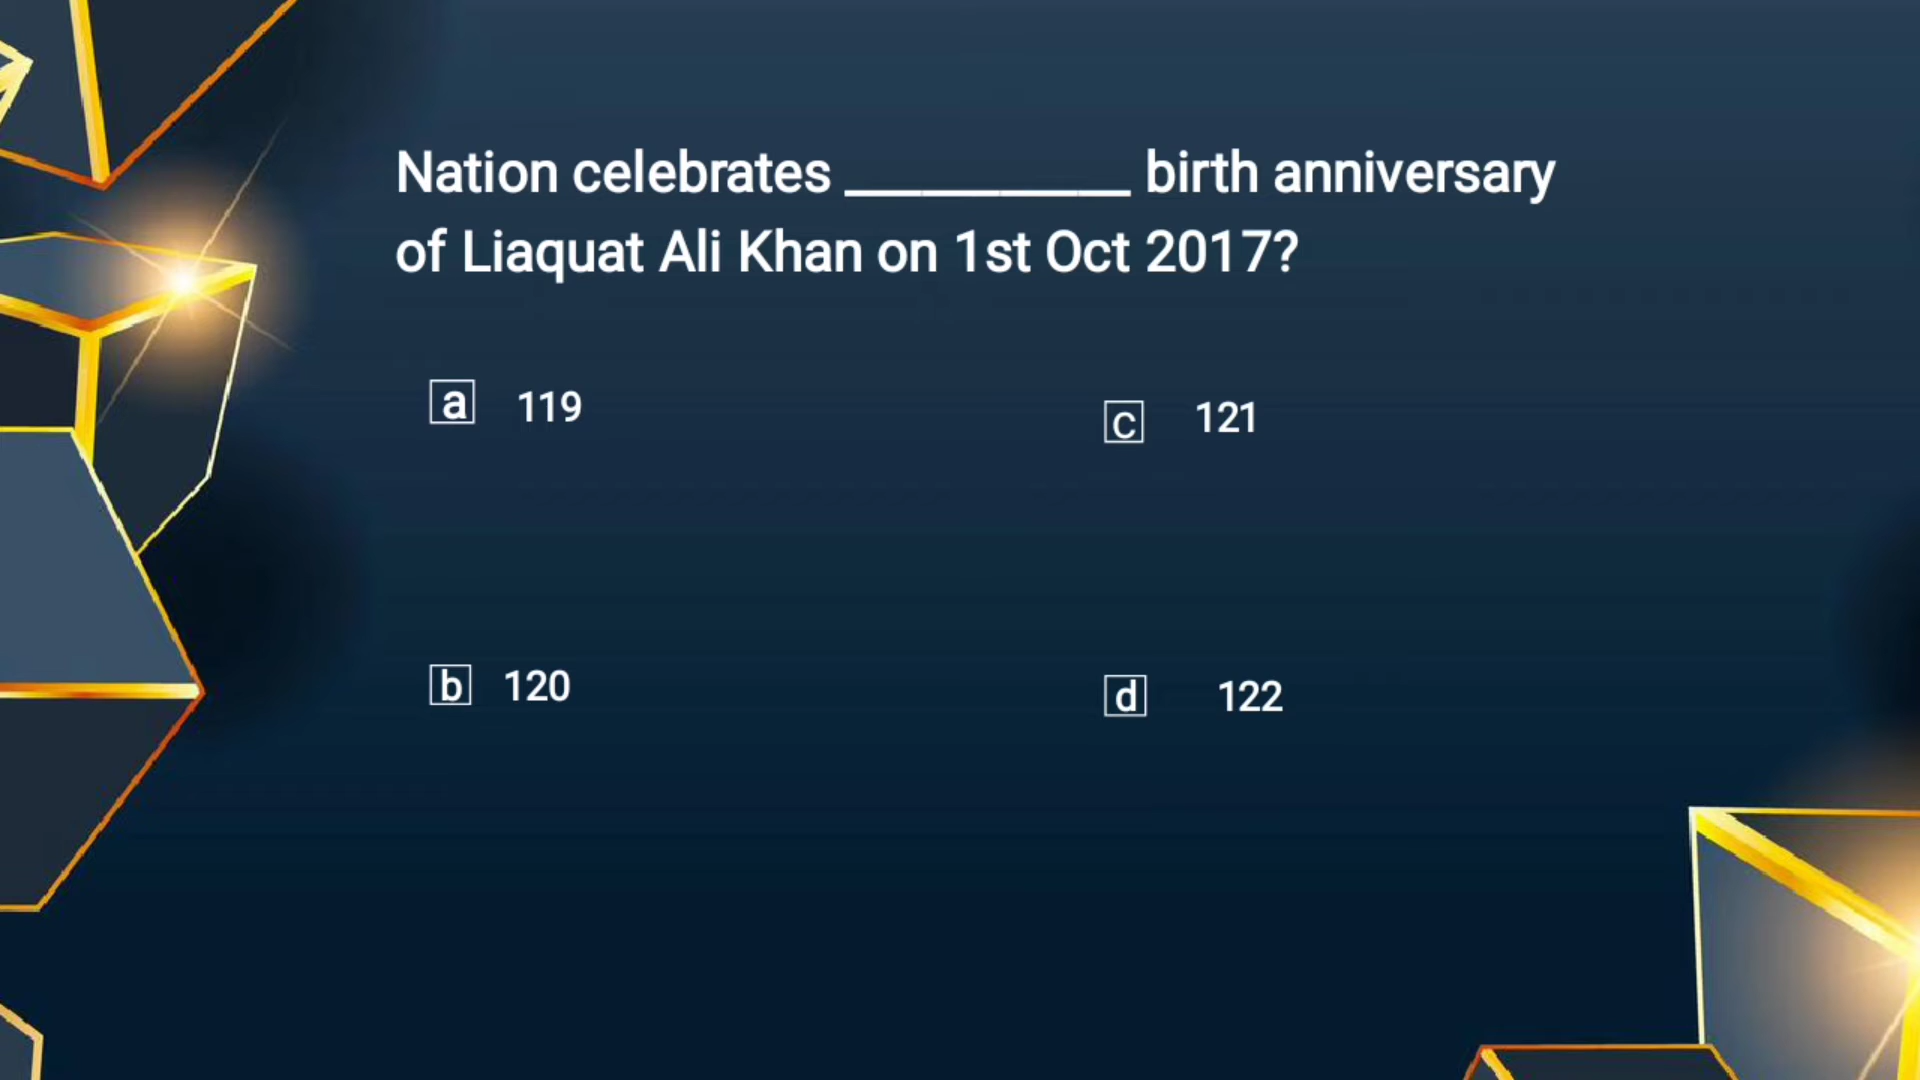 Nation celebrates __________ birth anniversary
of Liaquat Ali Khan on 1st Oct 2017?
a 119
c 121
b 120
d 122